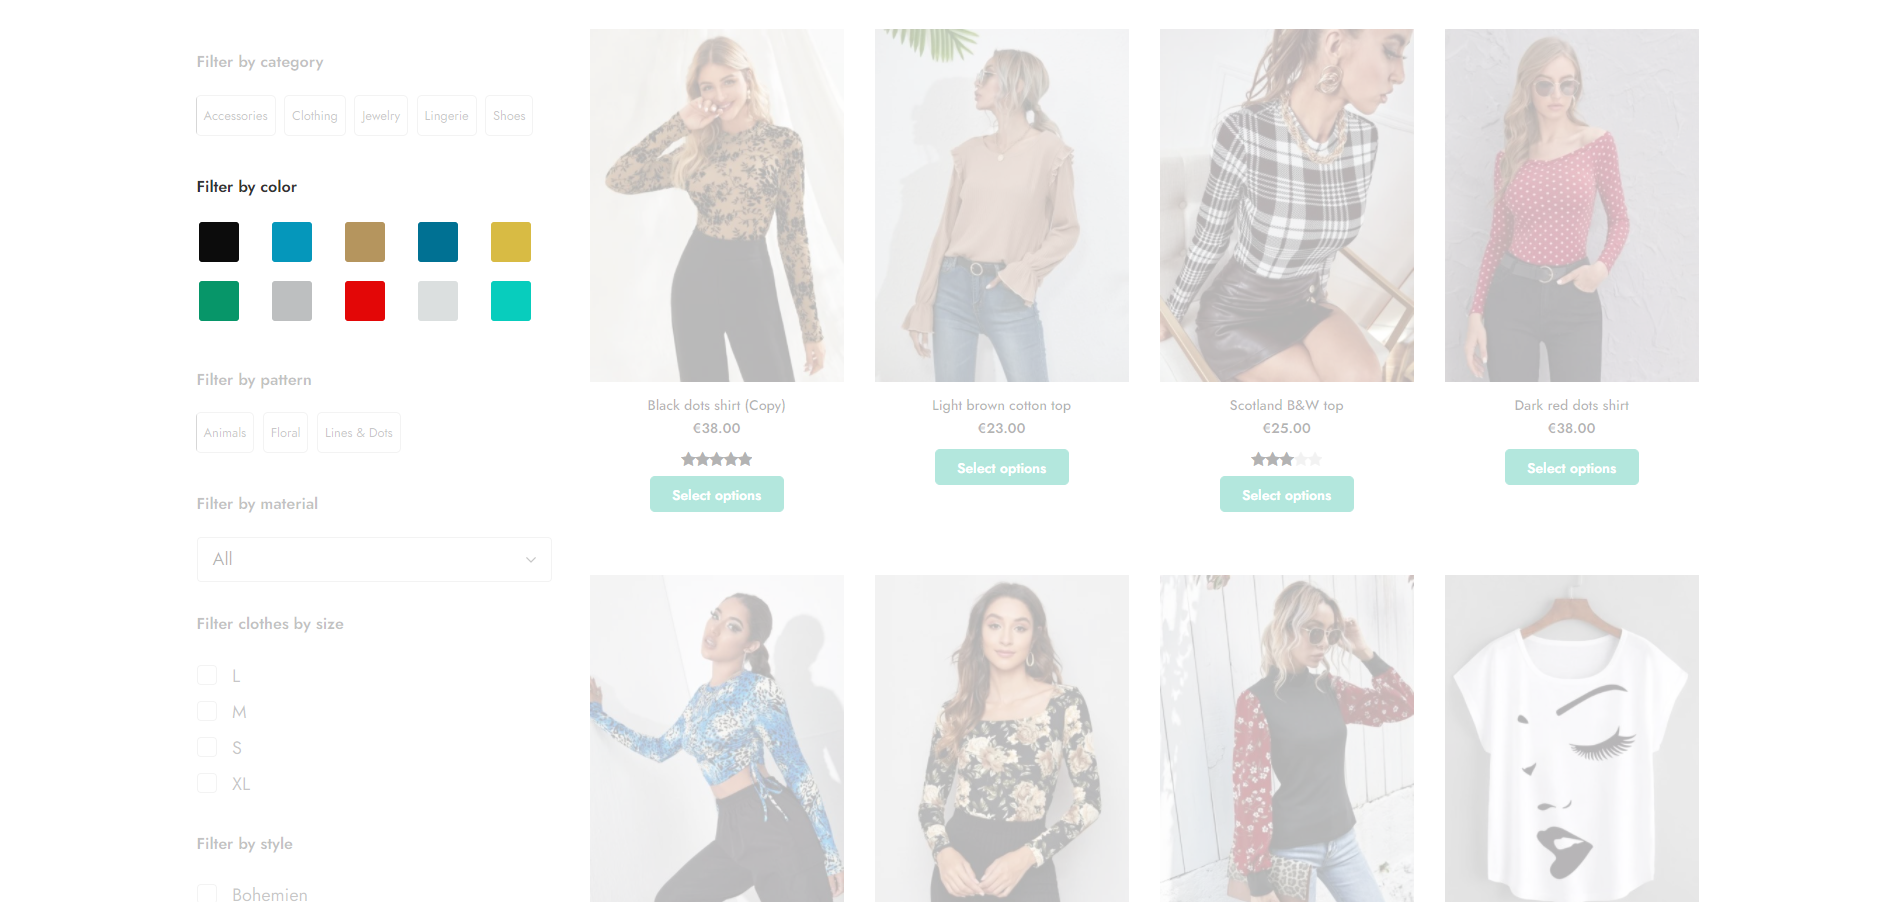 Filter by category
Accessories Clothing Jewelry Lingerie Shoes
Filter by color
Filter by pattern
Animals Floral Lines & Dots
Filter by material
All
Filter clothes by size
L
M
S
XL
Filter by style
Bohemien
Black dots shirt (Copy)
€38.00
Select options
Light brown cotton top
€23.00
Select options
Scotland B&W top
€25.00
Select options
Dark red dots shirt
€38.00
Select options